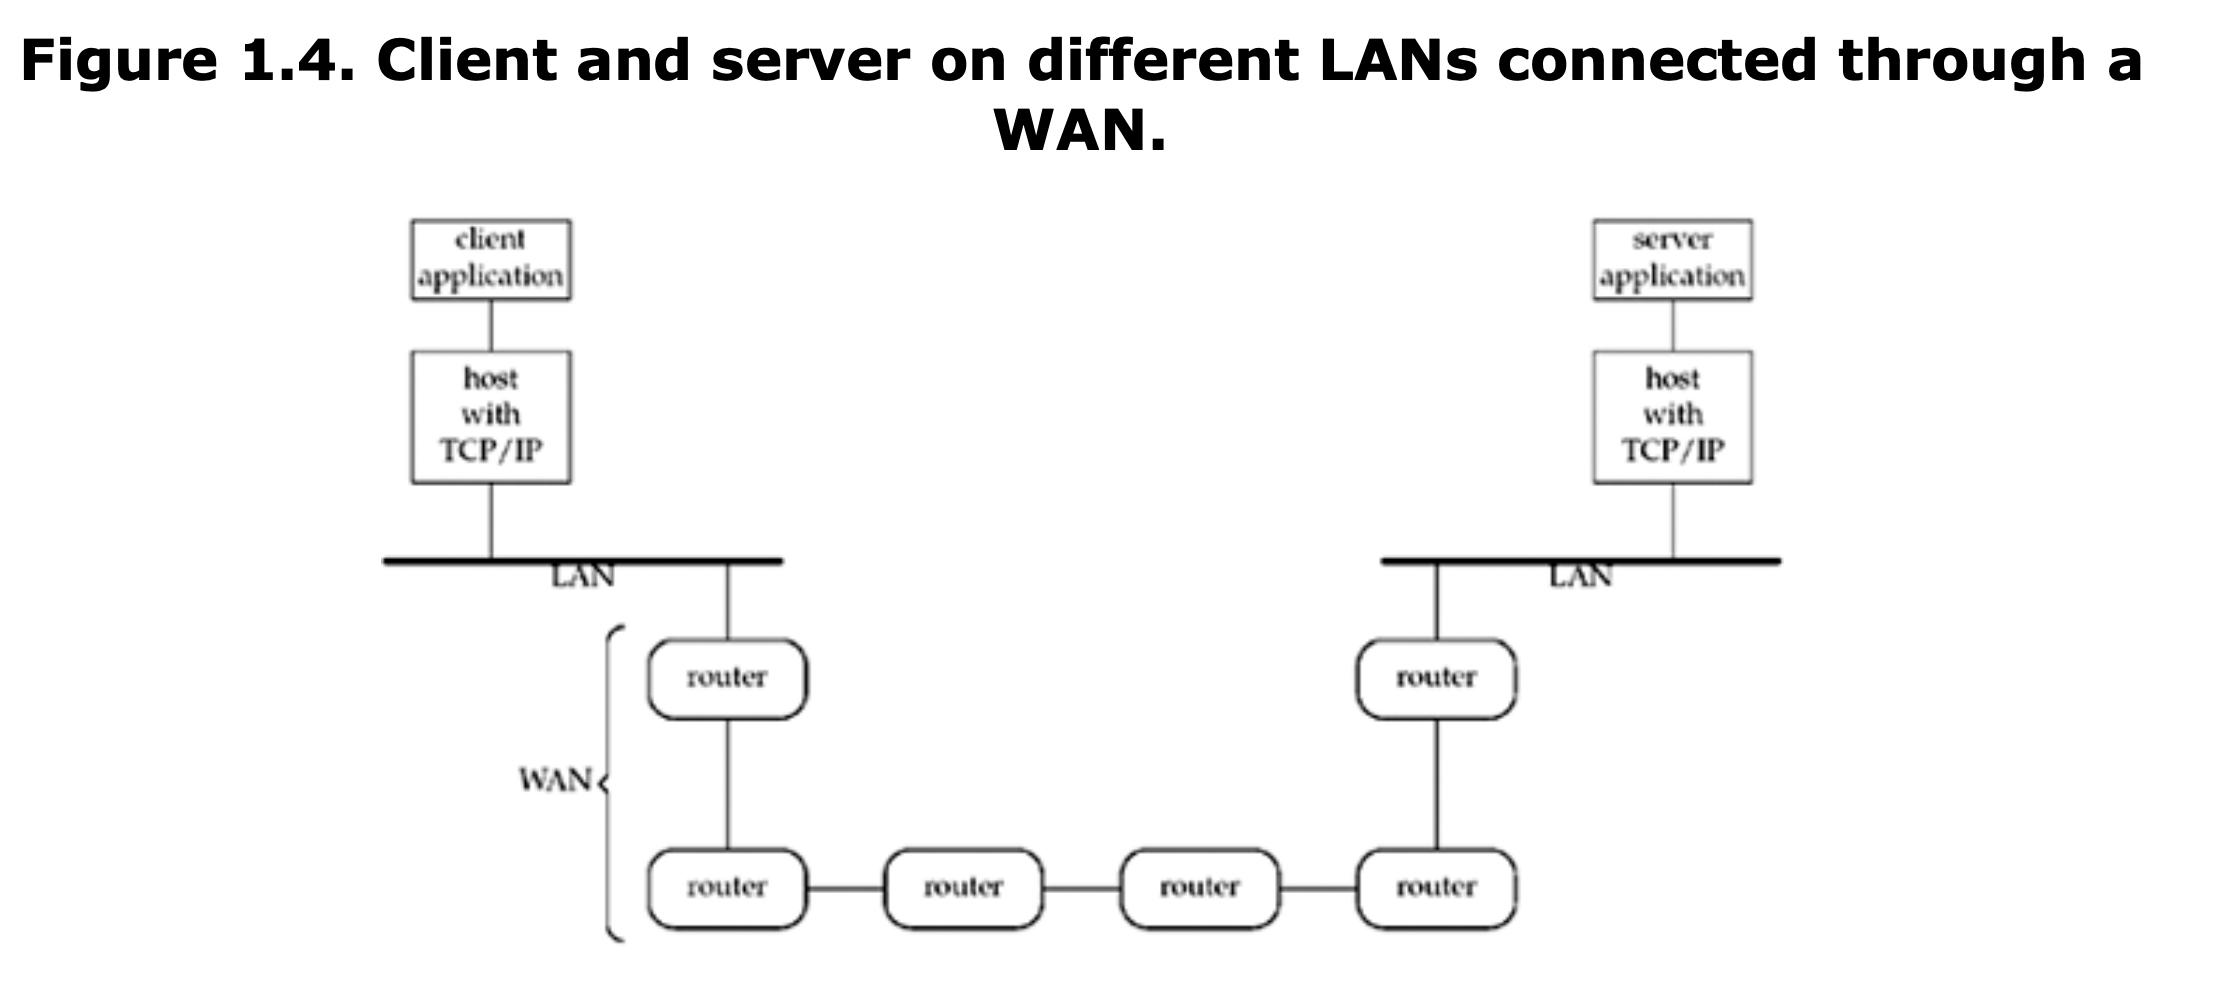 Figure 1.4. Client and server on different LANs connected through a
WAN.
client
application
server
application
host
with
TCP/IP
host
with
TCP/IP
LAN
LAN
router
router
WAN
router
router
router
router